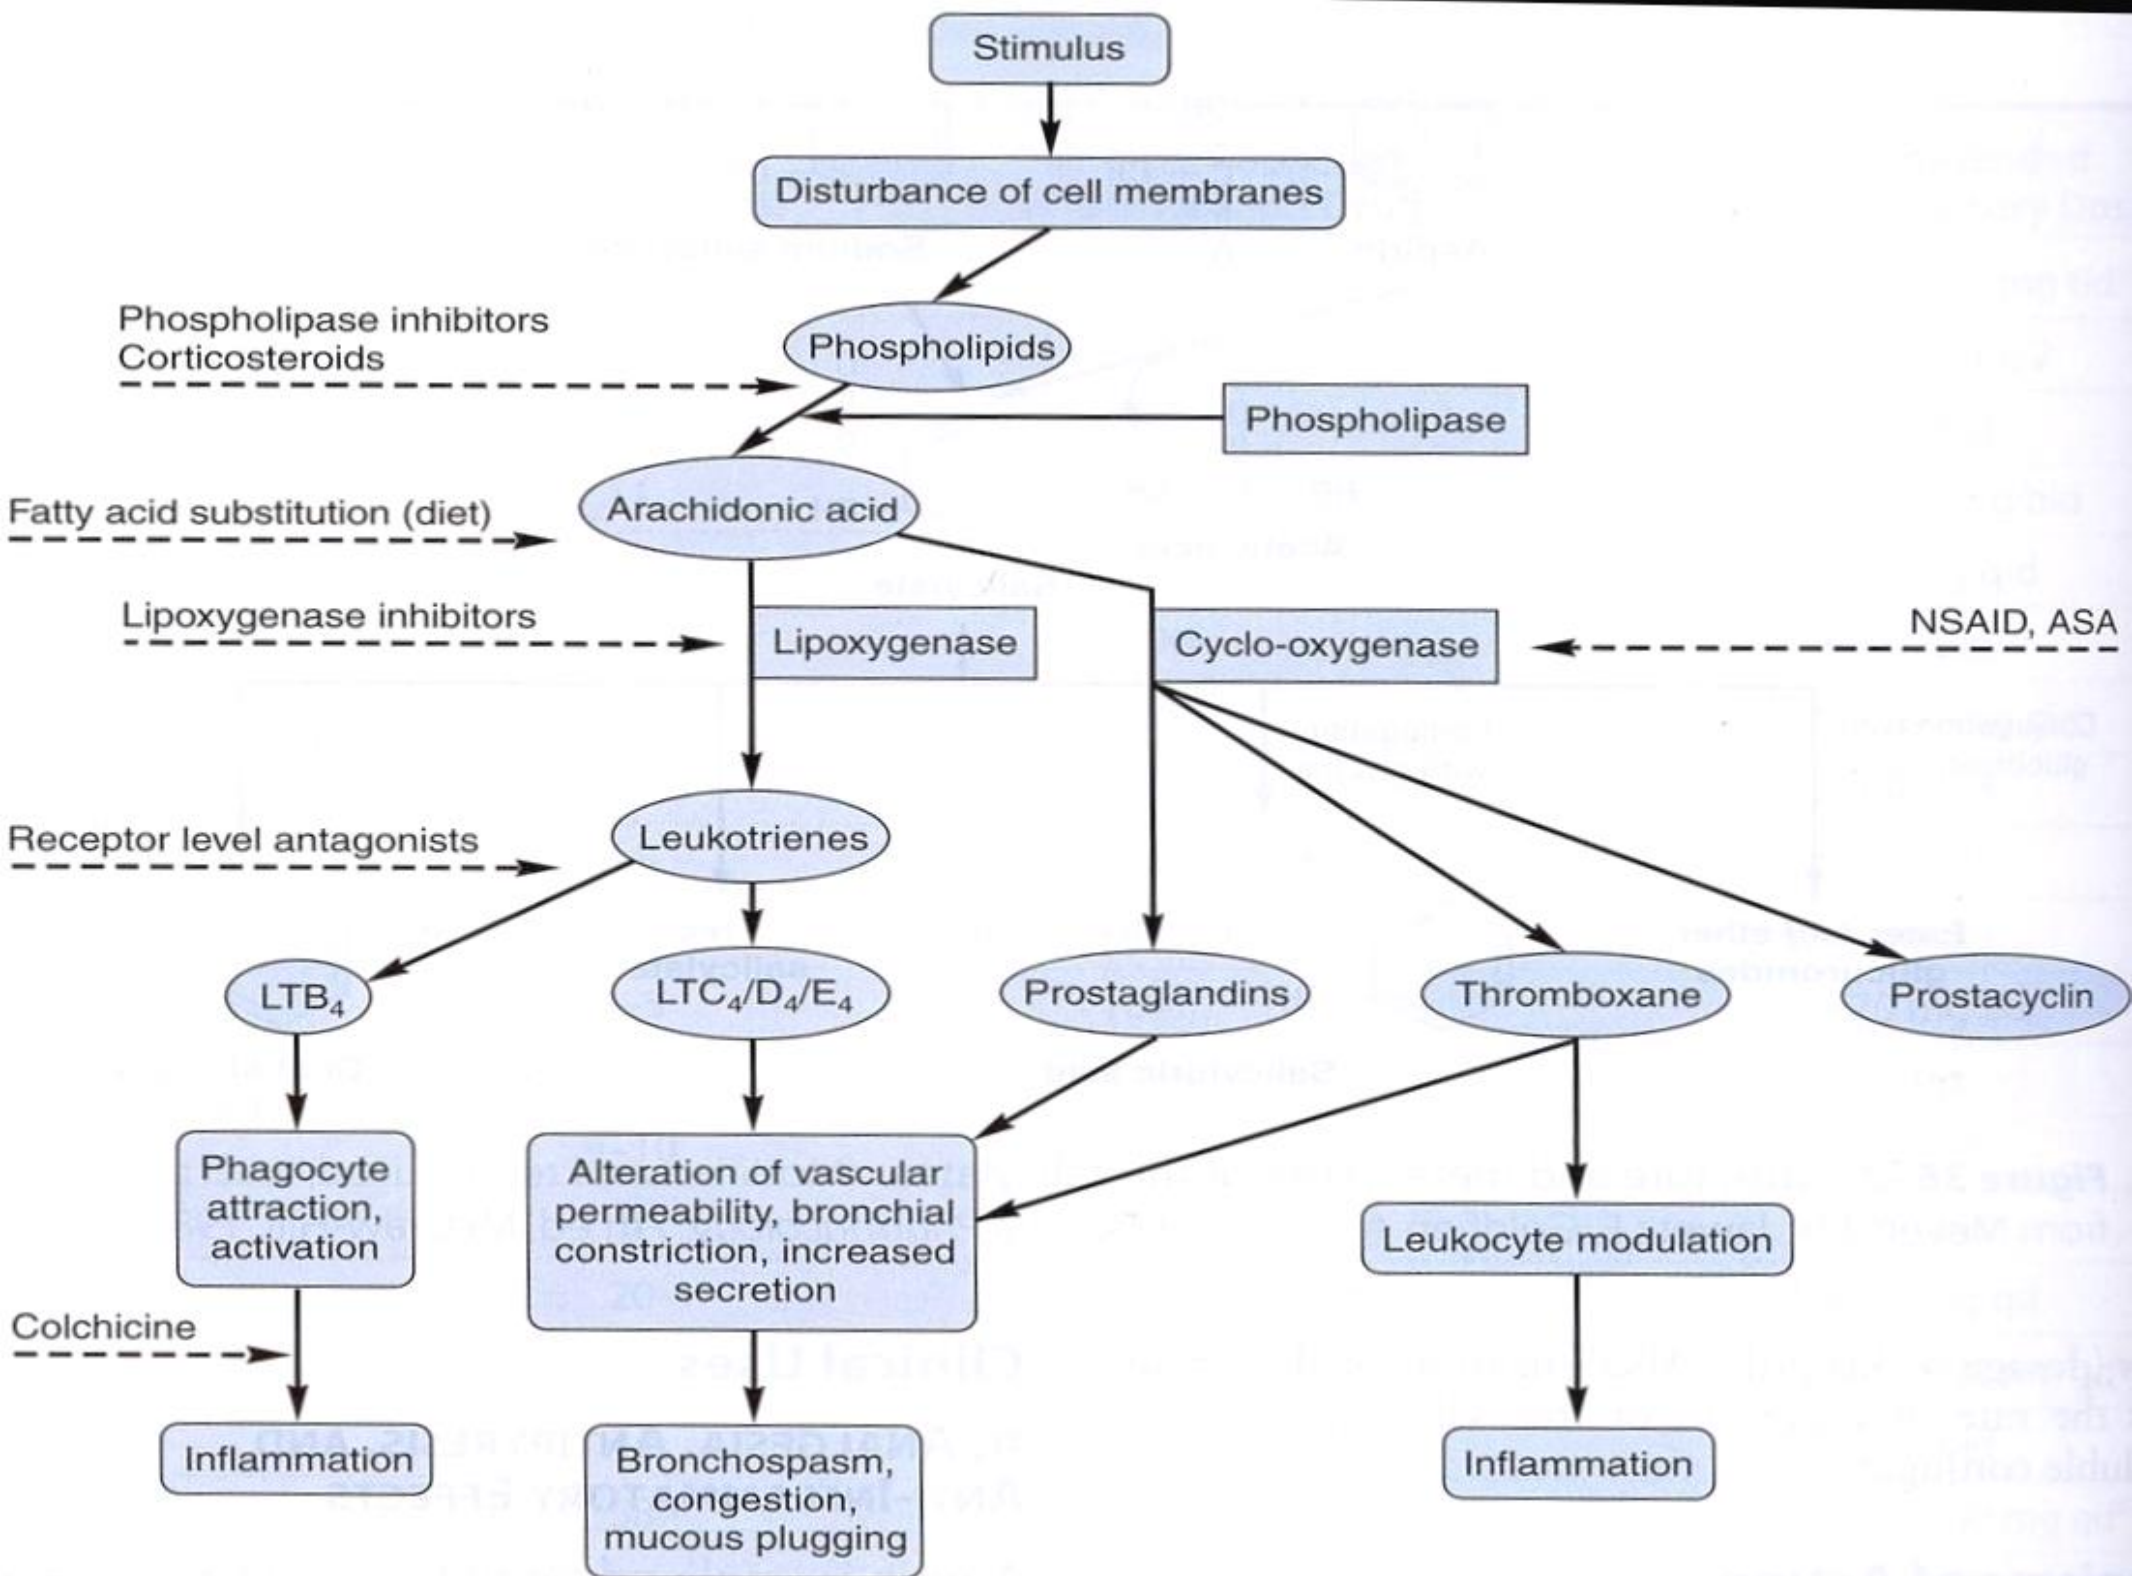 Stimulus
Disturbance of cell membranes
Phospholipase inhibitors
Corticosteroids
Phospholipids
Phospholipase
Fatty acid substitution (diet)
Arachidonic acid
Lipoxygenase inhibitors
Lipoxygenase
Cyclo-oxygenase
NSAID, ASA
Receptor level antagonists
Leukotrienes
LTB₄
LTC₄/D₄/E₄
Prostaglandins
Thromboxane
Prostacyclin
Phagocyte
attraction,
activation
Alteration of vascular
permeability, bronchial
constriction, increased
secretion
Leukocyte modulation
Colchicine
Inflammation
Bronchospasm,
congestion,
mucous plugging
Inflammation